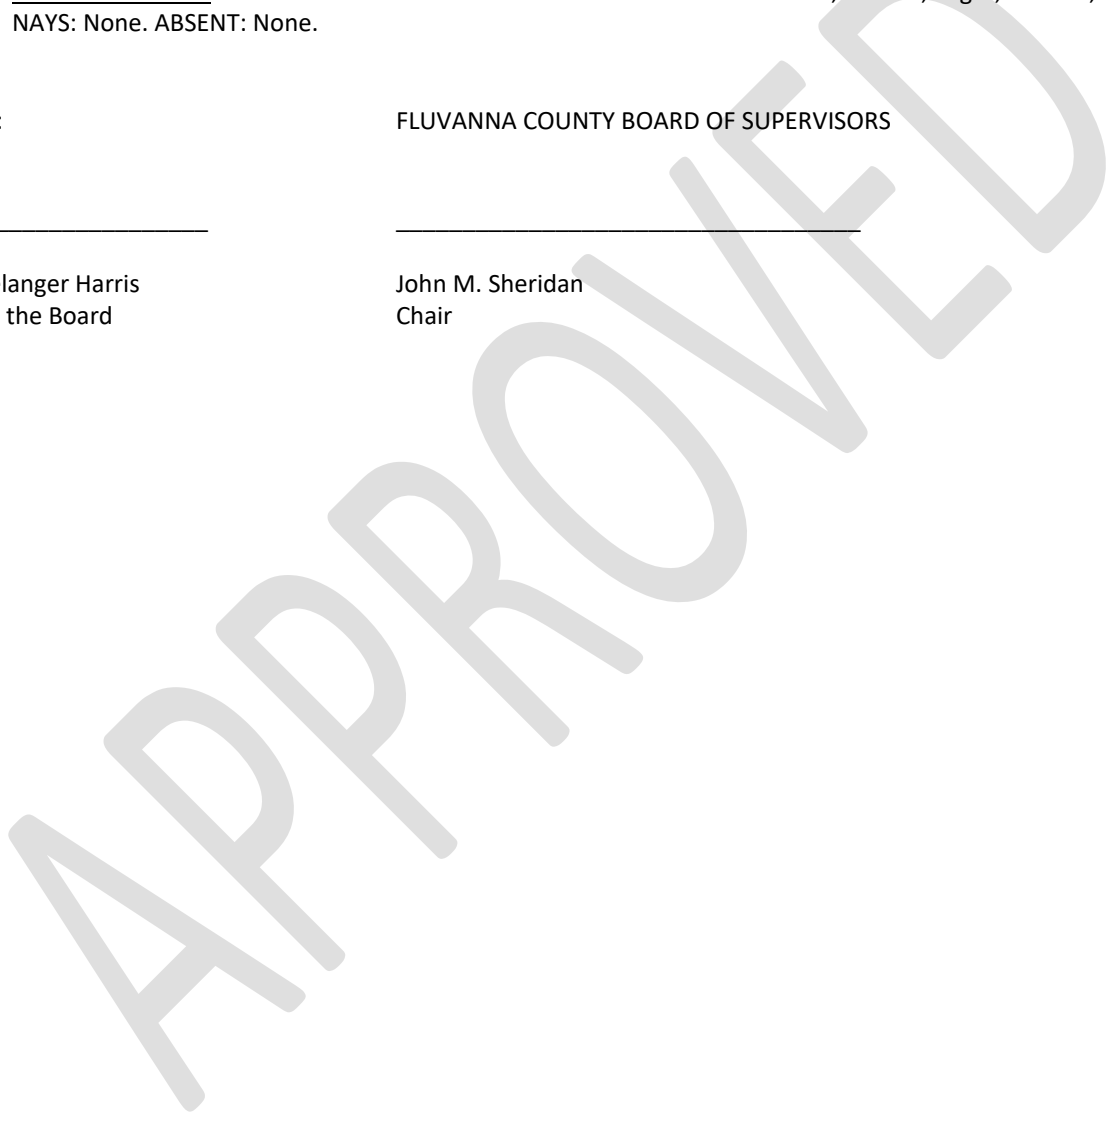 NAYS: None. ABSENT: None.
:
FLUVANNA COUNTY BOARD OF SUPERVISORS
langer Harris
John M. Sheridan
the Board
Chair
APPROVED